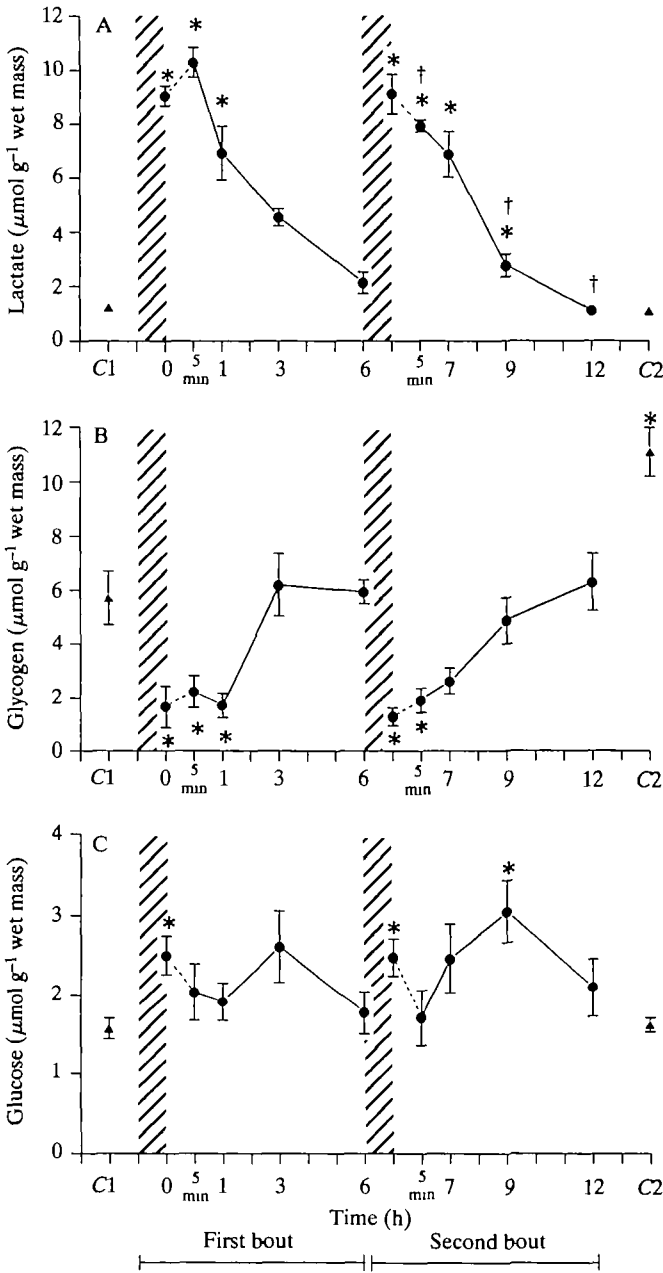 A
Lactate (µmol g⁻¹ wet mass)
12
10
8
6
4
2
0
* * * * † * * † * †
C1 0 5 min 1 3 6 5 min 7 9 12 C2
B
Glycogen (µmol g⁻¹ wet mass)
12
10
8
6
4
2
0
* * * * * *
C1 0 5 min 1 3 6 5 min 7 9 12 C2
C
Glucose (µmol g⁻¹ wet mass)
4
3
2
1
0
* * *
C1 0 5 min 1 3 6 5 min 7 9 12 C2
Time (h)
First bout Second bout